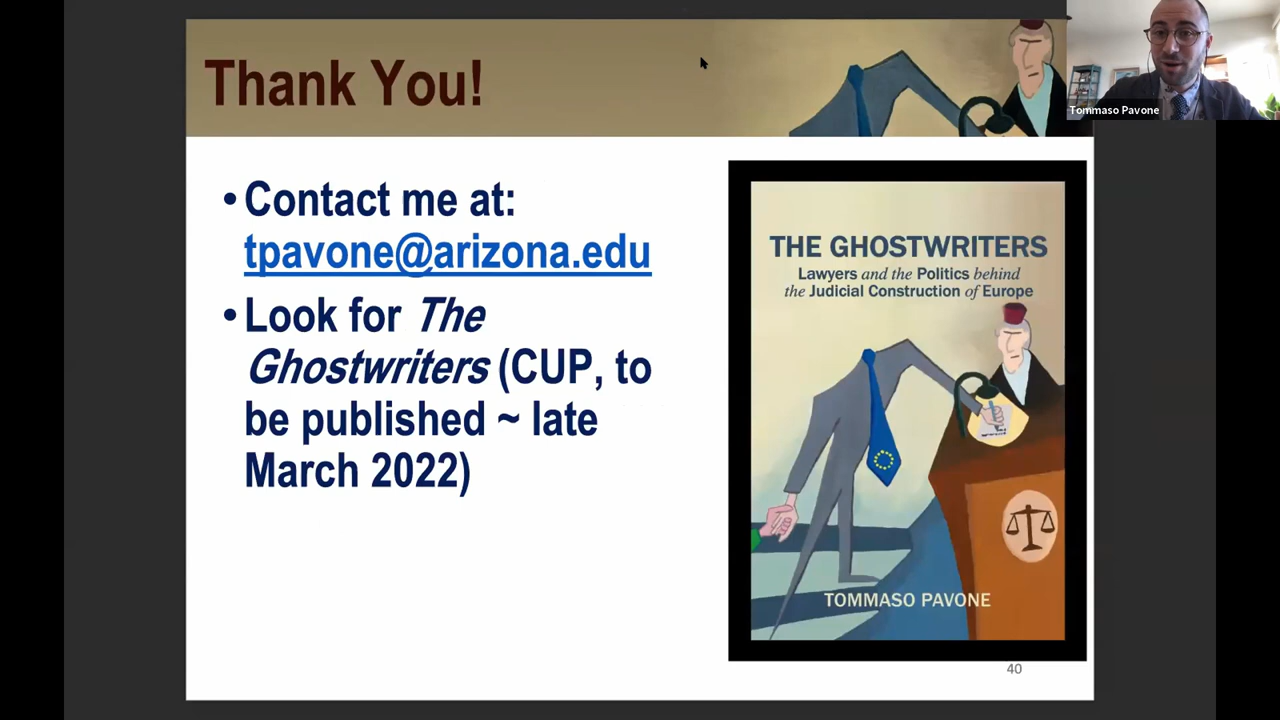 Thank You!
Tommaso Pavone
•Contact me at:
tpavone@arizona.edu
•Look for The
Ghostwriters (CUP, to
be published ~ late
March 2022)
THE GHOSTWRITERS
Lawyers and the Politics behind
the Judicial Construction of Europe
TOMMASO PAVONE
40